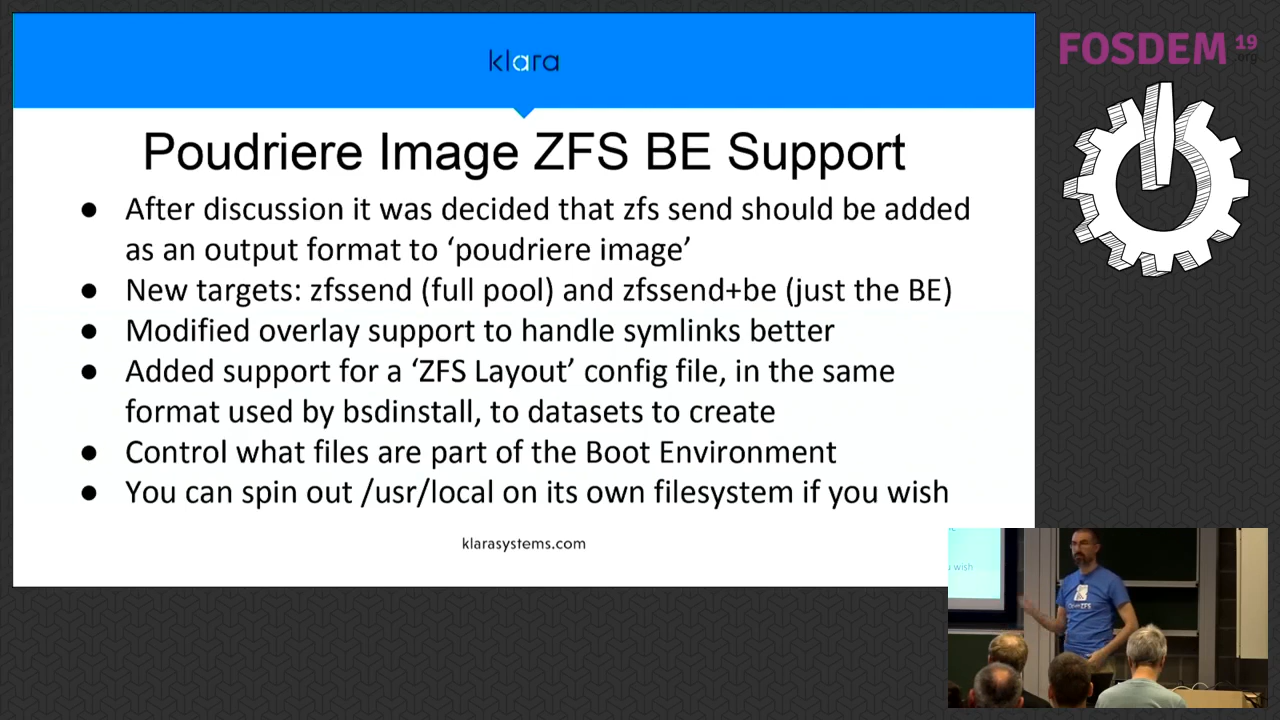 klara
FOSDEM 19
.org
Poudriere Image ZFS BE Support
● After discussion it was decided that zfs send should be added
as an output format to ‘poudriere image’
● New targets: zfssend (full pool) and zfssend+be (just the BE)
● Modified overlay support to handle symlinks better
● Added support for a ‘ZFS Layout’ config file, in the same
format used by bsdinstall, to datasets to create
● Control what files are part of the Boot Environment
● You can spin out /usr/local on its own filesystem if you wish
klarasystems.com
wish